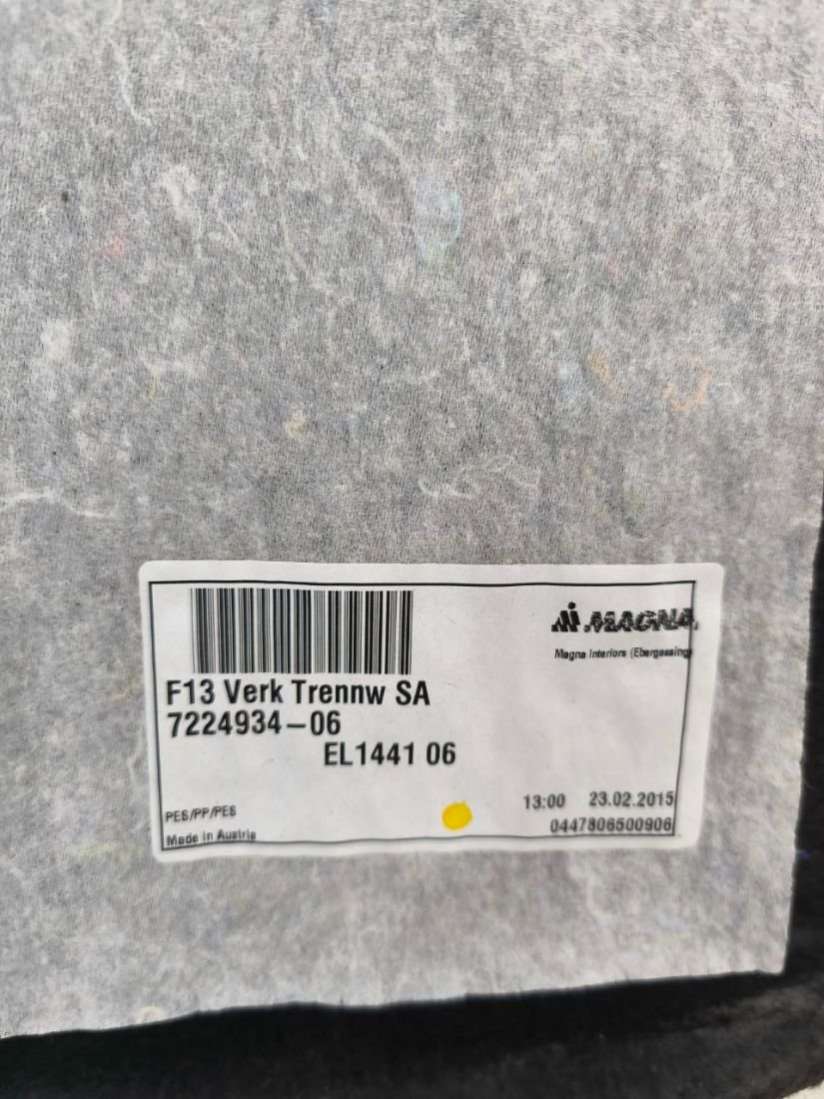 MAGNA
Magna Interiors (Ebergassing)
F13 Verk Trennw SA
7224934-06
EL1441 06
13:00 23.02.2015
PES/PP/PES
Made in Austria
0447806500906